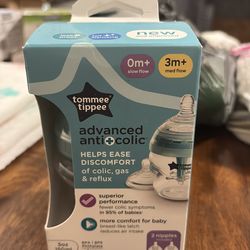 new
0m+
slow flow
3m+
med flow
tommee
tippee
advanced
anti+colic
HELPS EASE
DISCOMFORT
of colic, gas
& reflux
superior
performance
fewer colic symptoms
in 95% of babies
more comfort for baby
breast-like latch
reduces air intake
2 nipples
5oz